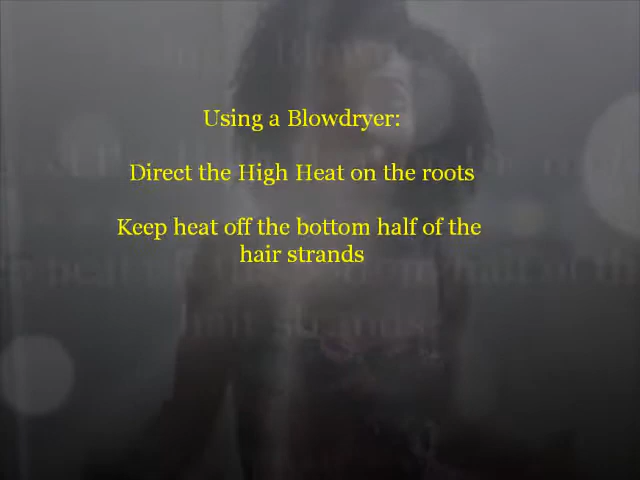 Using a Blowdryer:
Direct the High Heat on the roots
Keep heat off the bottom half of the
hair strands